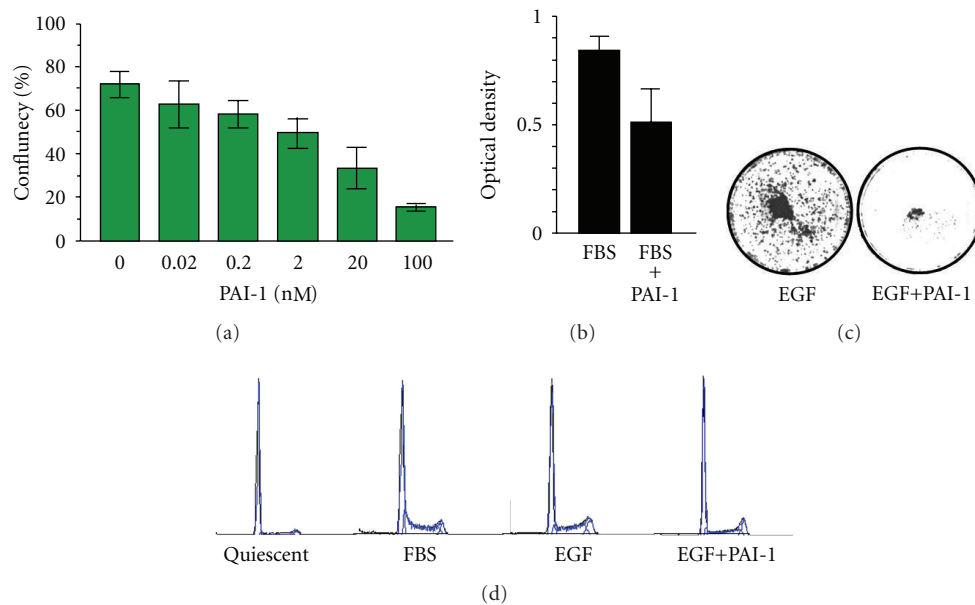 100
80
60
40
20
0
Conflunecy (%)
0 0.02 0.2 2 20 100
PAI-1 (nM)
(a)
1
0.5
0
Optical density
FBS FBS
+
PAI-1
(b)
EGF EGF+PAI-1
(c)
Quiescent FBS EGF EGF+PAI-1
(d)